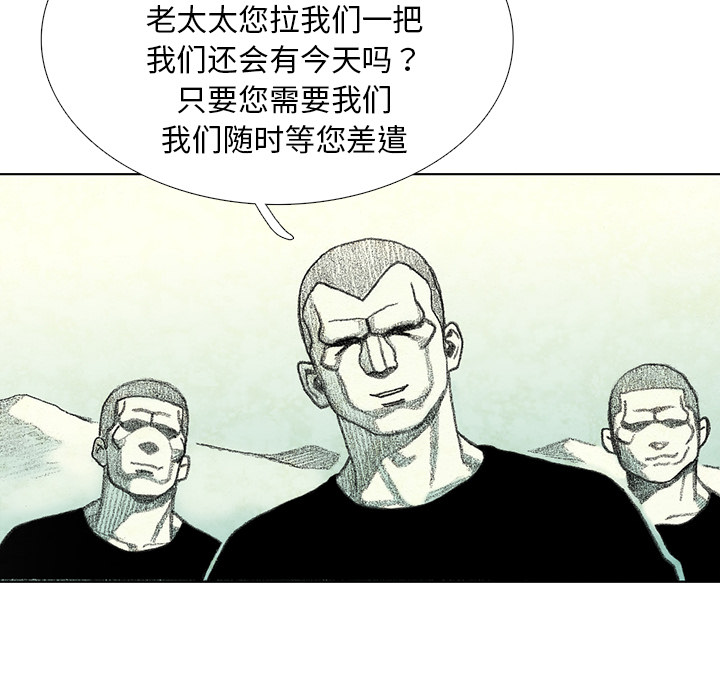 老太太您拉我们一把
我们还会有今天吗？
只要您需要我们
我们随时等您差遣